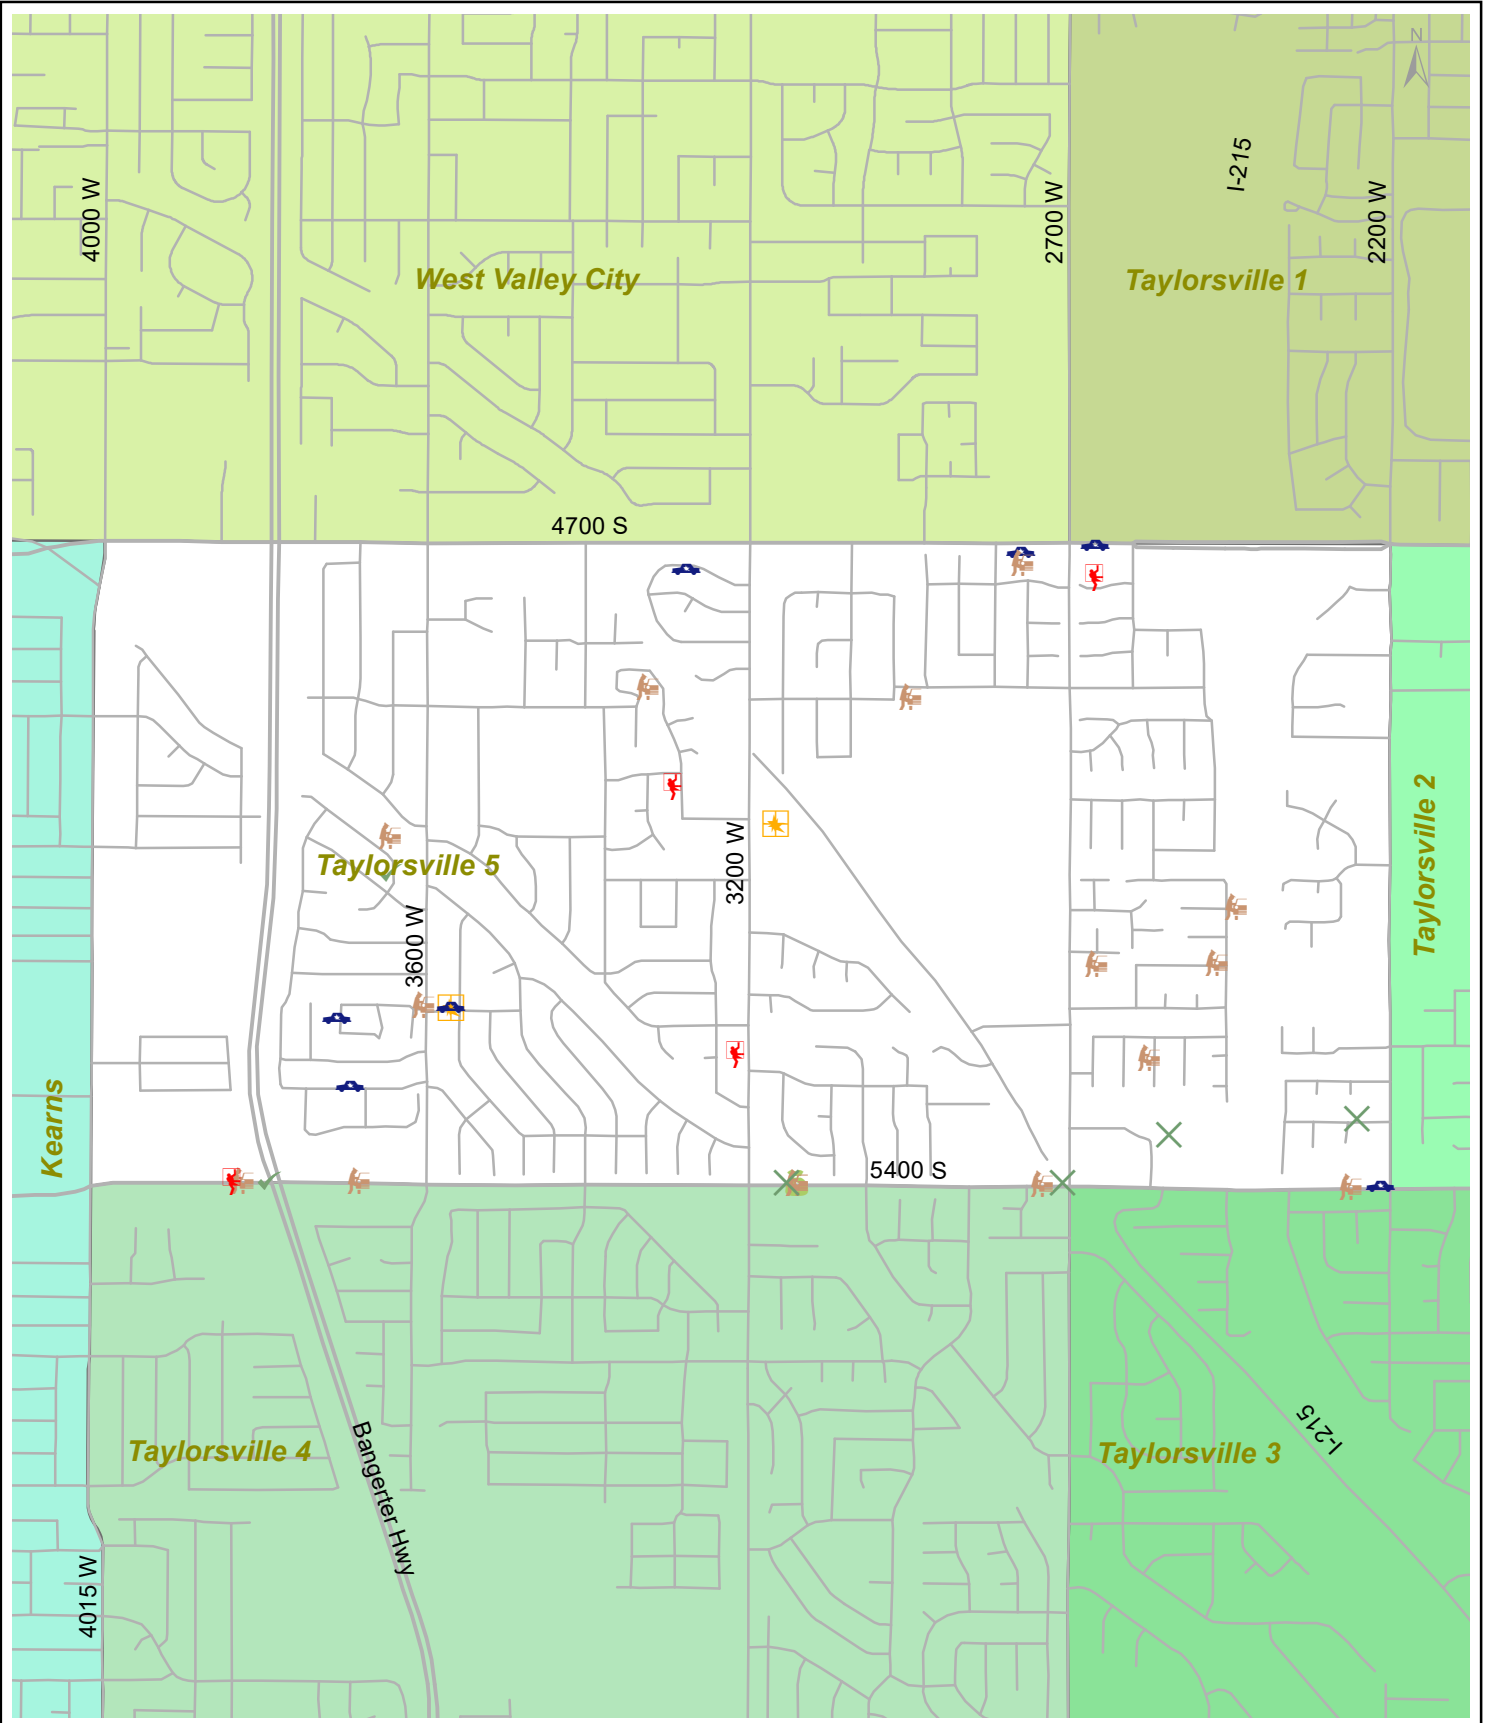 N
I-215
4000 W
2700 W
2200 W
West Valley City
Taylorsville 1
4700 S
Taylorsville 2
3200 W
Taylorsville 5
3600 W
Kearns
5400 S
Taylorsville 4
Bangerter Hwy
Taylorsville 3
I-215
4015 W